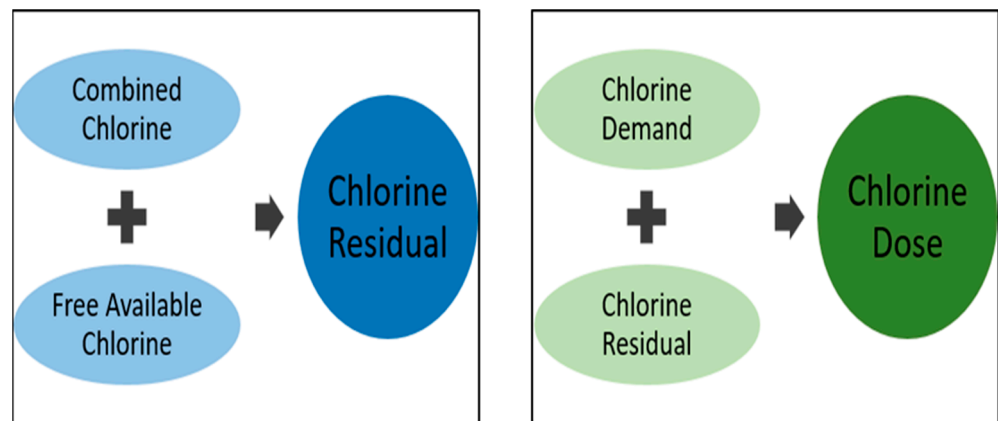 Combined
Chlorine
Free Available
Chlorine
Chlorine
Residual
Chlorine
Demand
Chlorine
Residual
Chlorine
Dose